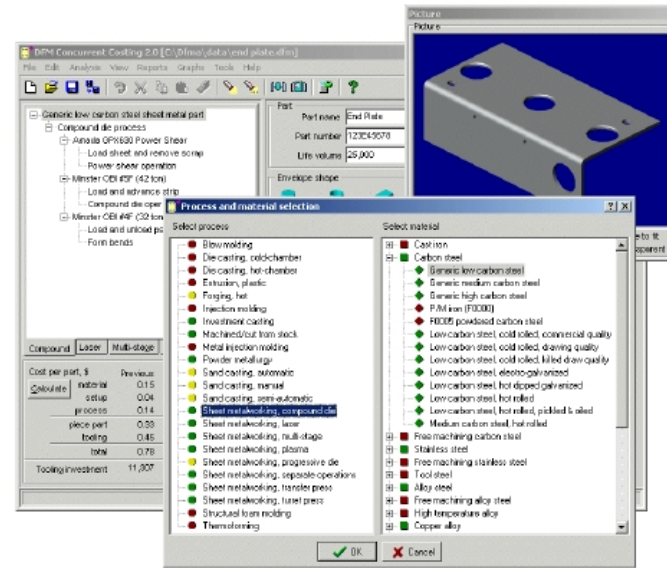 Picture
Picture
DFM Concurrent Casting 2.0 [C:\Dfma\data\end plate.dfm]
File Edit Analysis View Reports Graphs Tools Help
Generic low carbon steel sheet metal part
Compound die process
Amada OPX630 Power Shear
Load sheet and remove scrap
Power shear operation
Minster OBI #5F (42 ton)
Load and advance strip
Compound die oper
Minster OBI #4F (32 ton
Load and unload pa
Form bends
Part
Part name End Plate
Part number 123E45678
Life volume 25,000
Envelope shape
Compound Laser Multi-stage
Cost per part, $ Previous
Calculate
material 0.15
setup 0.04
process 0.14
piece part 0.33
tooling 0.45
total 0.78
Tooling investment 11,307
e to fit
sparent
Process and material selection
Select process
Blow molding
Die casting, cold-chamber
Die casting, hot-chamber
Extrusion, plastic
Forging, hot
Injection molding
Investment casting
Machined/cut from stock
Metal injection molding
Powder metallurgy
Sand casting, automatic
Sand casting, manual
Sand casting, semi-automatic
Sheet metalworking, compound die
Sheet metalworking, laser
Sheet metalworking, multi-stage
Sheet metalworking, plasma
Sheet metalworking, progressive die
Sheet metalworking, separate operations
Sheet metalworking, transfer press
Sheet metalworking, turret press
Structural foam molding
Thermoforming
Select material
Cast iron
Carbon steel
Generic low carbon steel
Generic medium carbon steel
Generic high carbon steel
P/M iron (F0000)
F0005 powdered carbon steel
Low carbon steel, cold rolled, commercial quality
Low carbon steel, cold rolled, drawing quality
Low carbon steel, cold rolled, killed draw quality
Low carbon steel, electro-galvanized
Low carbon steel, hot dipped galvanized
Low carbon steel, hot rolled
Low carbon steel, hot rolled, pickled & oiled
Medium carbon steel, hot rolled
Free machining carbon steel
Stainless steel
Free machining stainless steel
Tool steel
Alloy steel
Free machining alloy steel
High temperature alloy
Copper alloy
OK
Cancel